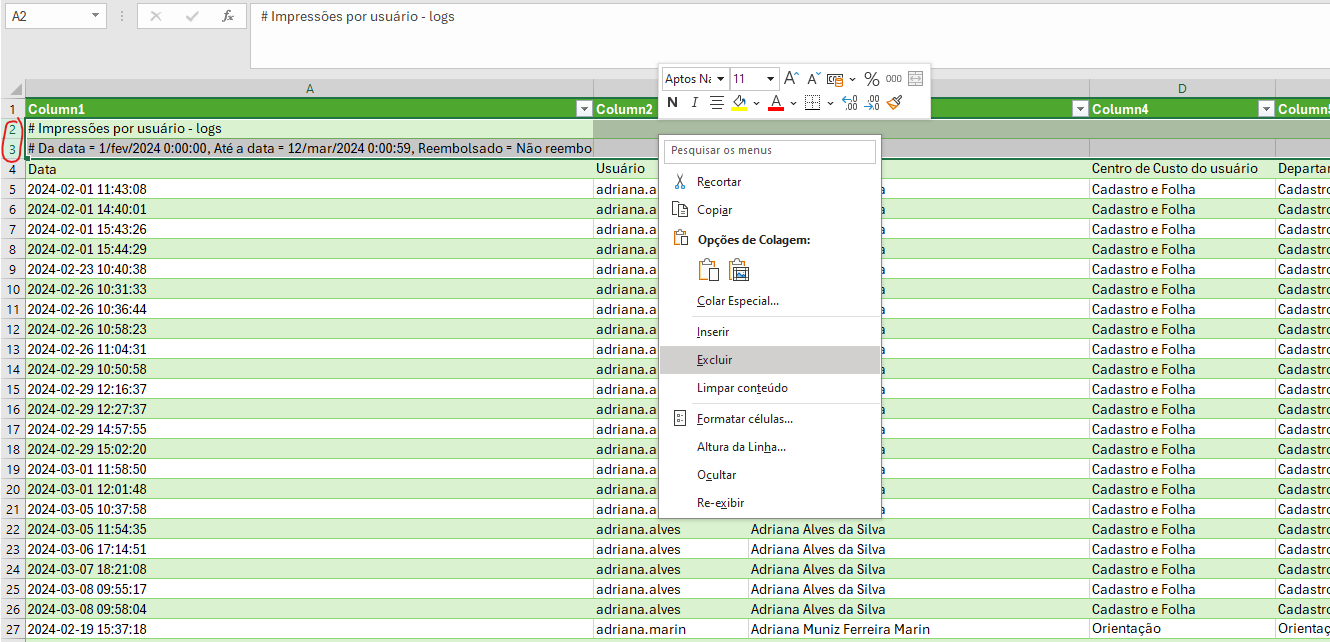 A2 fx # Impressões por usuário - logs
Aptos Na 11 A A % 000
N I A
A D
1 Column1 Column2 Column4 Column5
2 # Impressões por usuário - logs
3 # Da data = 1/fev/2024 0:00:00, Até a data = 12/mar/2024 0:00:59, Reembolsado = Não reembo
4 Data Usuário Centro de Custo do usuário Departar
5 2024-02-01 11:43:08 adriana.a a Cadastro e Folha Cadastro
6 2024-02-01 14:40:01 adriana.a a Cadastro e Folha Cadastro
7 2024-02-01 15:43:26 adriana.a a Cadastro e Folha Cadastro
8 2024-02-01 15:44:29 adriana.a a Cadastro e Folha Cadastro
9 2024-02-23 10:40:38 adriana.a a Cadastro e Folha Cadastro
10 2024-02-26 10:31:33 adriana.a a Cadastro e Folha Cadastro
11 2024-02-26 10:36:44 adriana.a a Cadastro e Folha Cadastro
12 2024-02-26 10:58:23 adriana.a a Cadastro e Folha Cadastro
13 2024-02-26 11:04:31 adriana.a a Cadastro e Folha Cadastro
14 2024-02-29 10:50:58 adriana.a a Cadastro e Folha Cadastro
15 2024-02-29 12:16:37 adriana.a a Cadastro e Folha Cadastro
16 2024-02-29 12:27:37 adriana.a a Cadastro e Folha Cadastro
17 2024-02-29 14:57:55 adriana.a a Cadastro e Folha Cadastro
18 2024-02-29 15:02:20 adriana.a a Cadastro e Folha Cadastro
19 2024-03-01 11:58:50 adriana.a a Cadastro e Folha Cadastro
20 2024-03-01 12:01:48 adriana.a a Cadastro e Folha Cadastro
21 2024-03-05 10:37:58 adriana.a a Cadastro e Folha Cadastro
22 2024-03-05 11:54:35 adriana.alves Adriana Alves da Silva Cadastro e Folha Cadastro
23 2024-03-06 17:14:51 adriana.alves Adriana Alves da Silva Cadastro e Folha Cadastro
24 2024-03-07 18:21:08 adriana.alves Adriana Alves da Silva Cadastro e Folha Cadastro
25 2024-03-08 09:55:17 adriana.alves Adriana Alves da Silva Cadastro e Folha Cadastro
26 2024-03-08 09:58:04 adriana.alves Adriana Alves da Silva Cadastro e Folha Cadastro
27 2024-02-19 15:37:18 adriana.marin Adriana Muniz Ferreira Marin Orientação Orientaç
Pesquisar os menus
Recortar
Copiar
Opções de Colagem:
Colar Especial...
Inserir
Excluir
Limpar conteúdo
Formatar células...
Altura da Linha...
Ocultar
Re-exibir